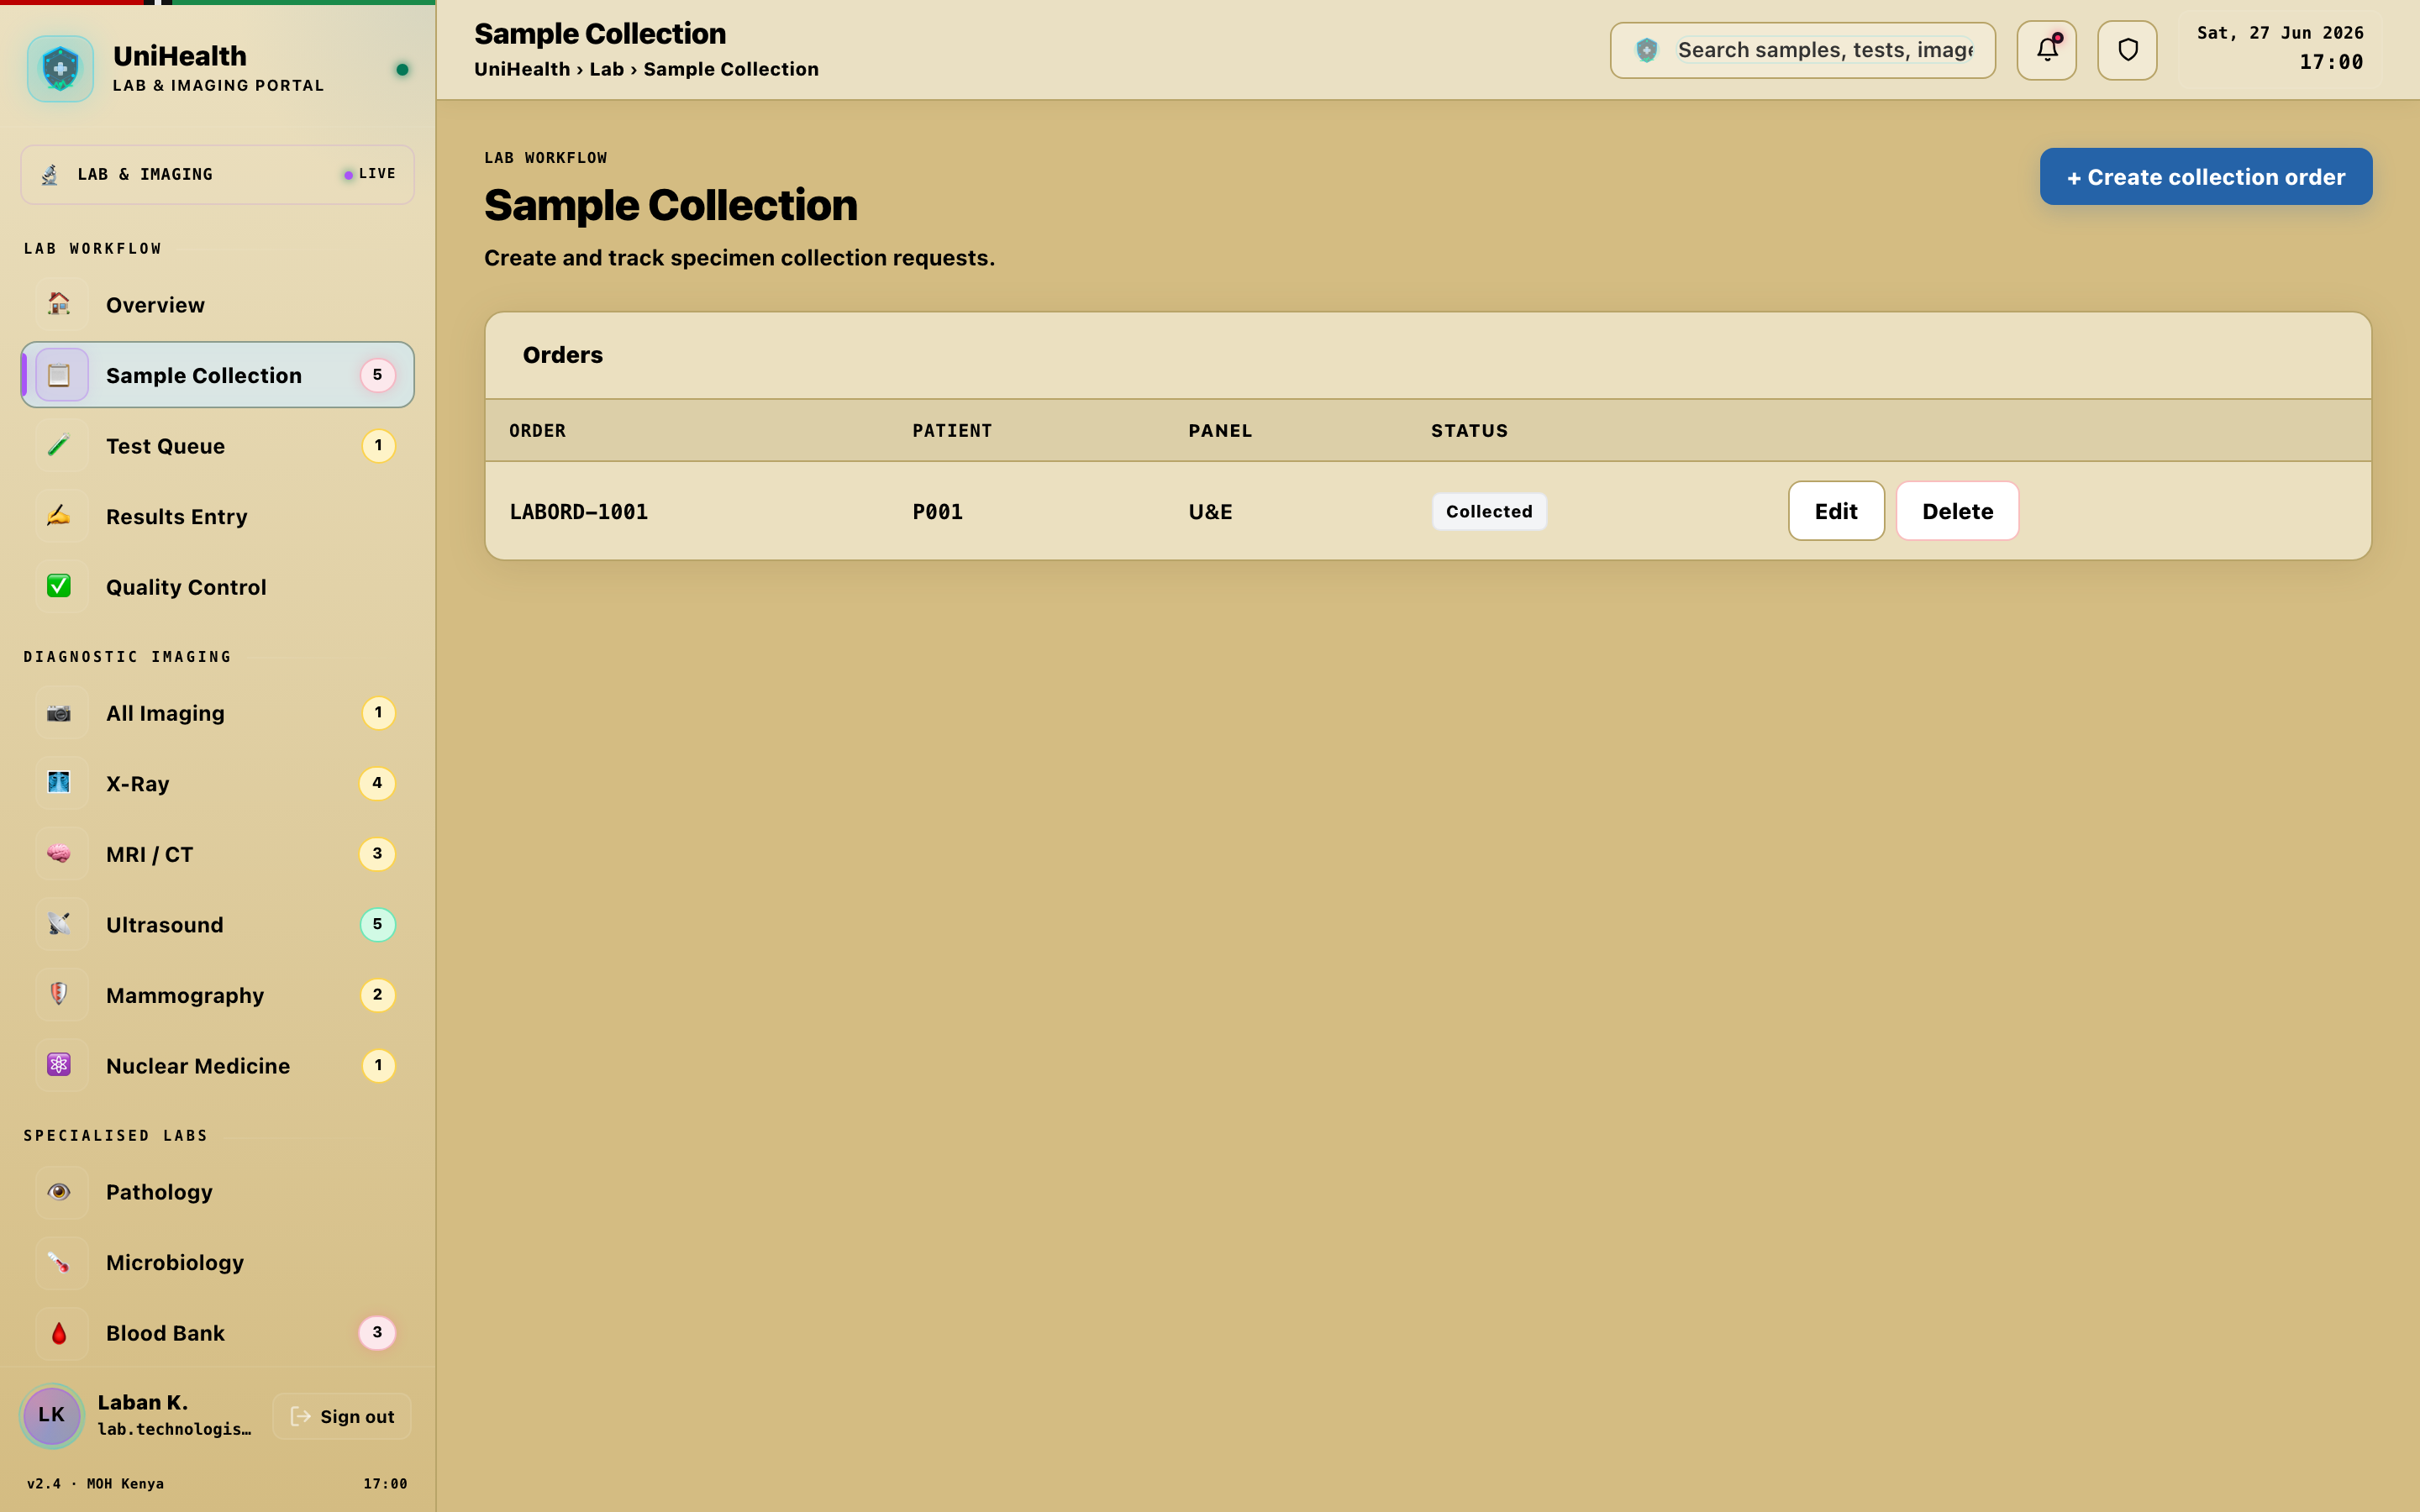 UniHealth
LAB & IMAGING PORTAL
LAB & IMAGING
LIVE
LAB WORKFLOW
Overview
Sample Collection
5
Test Queue
1
Results Entry
Quality Control
DIAGNOSTIC IMAGING
All Imaging
1
X-Ray
4
MRI / CT
3
Ultrasound
5
Mammography
2
Nuclear Medicine
1
SPECIALISED LABS
Pathology
Microbiology
Blood Bank
3
LK
Laban K.
lab.technologis…
Sign out
v2.4 · MOH Kenya
17:00
Sample Collection
UniHealth › Lab › Sample Collection
Search samples, tests, image
Sat, 27 Jun 2026
17:00
LAB WORKFLOW
Sample Collection
Create and track specimen collection requests.
+ Create collection order
Orders
ORDER PATIENT PANEL STATUS
LABORD-1001 P001 U&E Collected Edit Delete